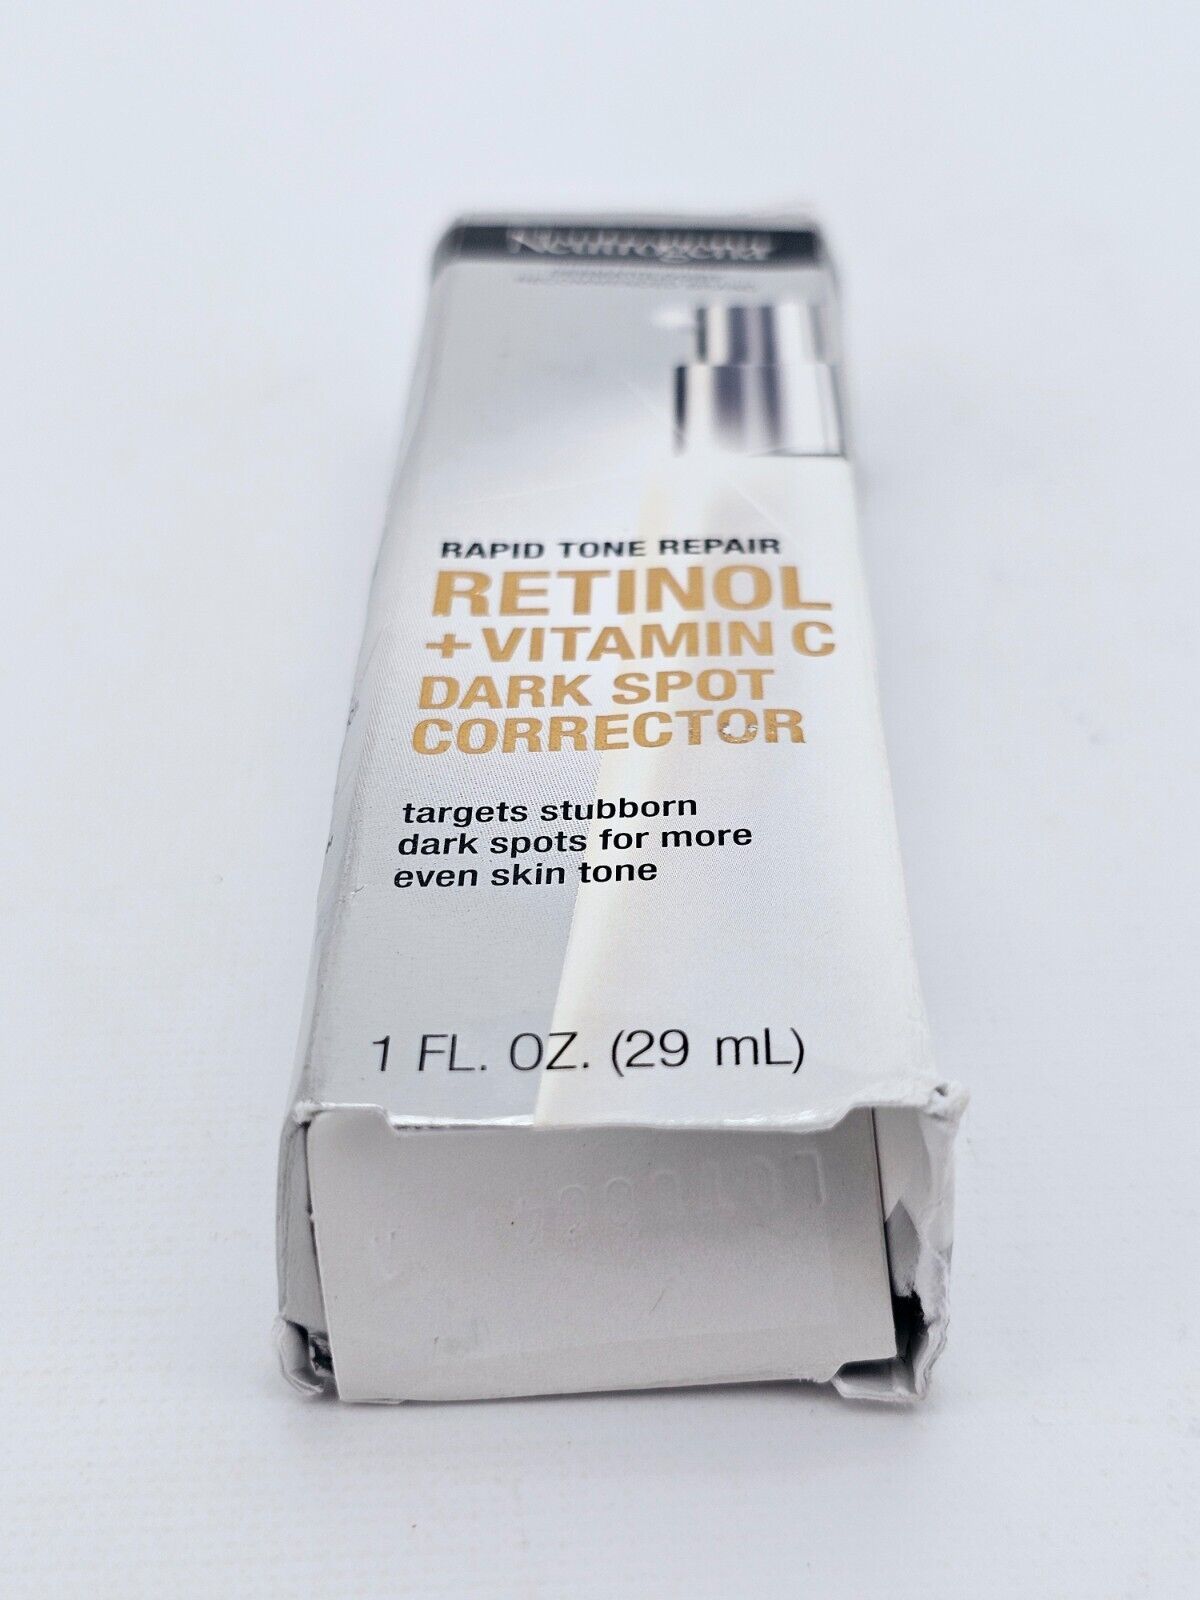 Neutrogena
RAPID TONE REPAIR
RETINOL
+ VITAMIN C
DARK SPOT
CORRECTOR
targets stubborn
dark spots for more
even skin tone
1 FL. OZ. (29 mL)